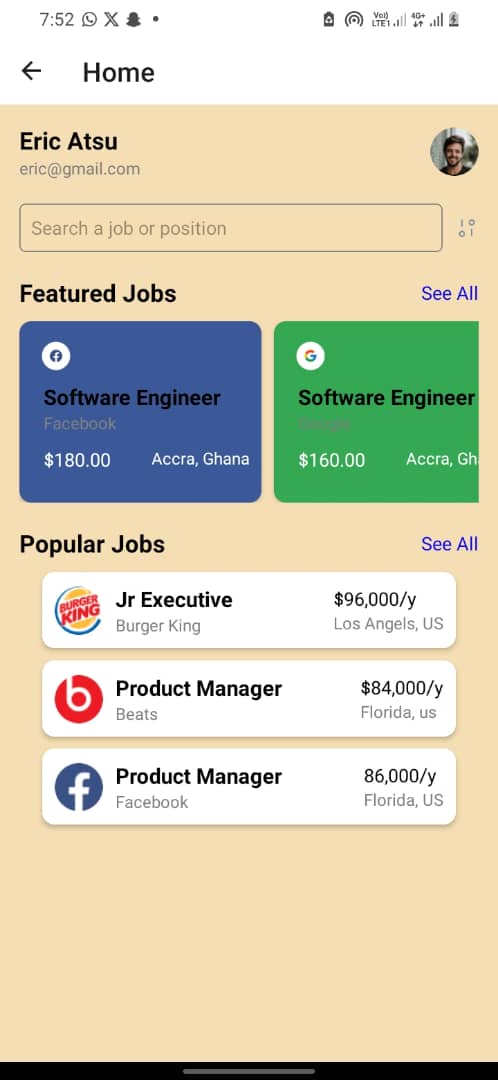 7:52
Vo)) 4G+
LTE1
Home
Eric Atsu
eric@gmail.com
Search a job or position
Featured Jobs See All
Software Engineer Software Engineer
Facebook Google
$180.00 Accra, Ghana $160.00 Accra, Gh
Popular Jobs See All
BURGER
KING
Jr Executive $96,000/y
Burger King Los Angels, US
Product Manager $84,000/y
Beats Florida, us
Product Manager 86,000/y
Facebook Florida, US